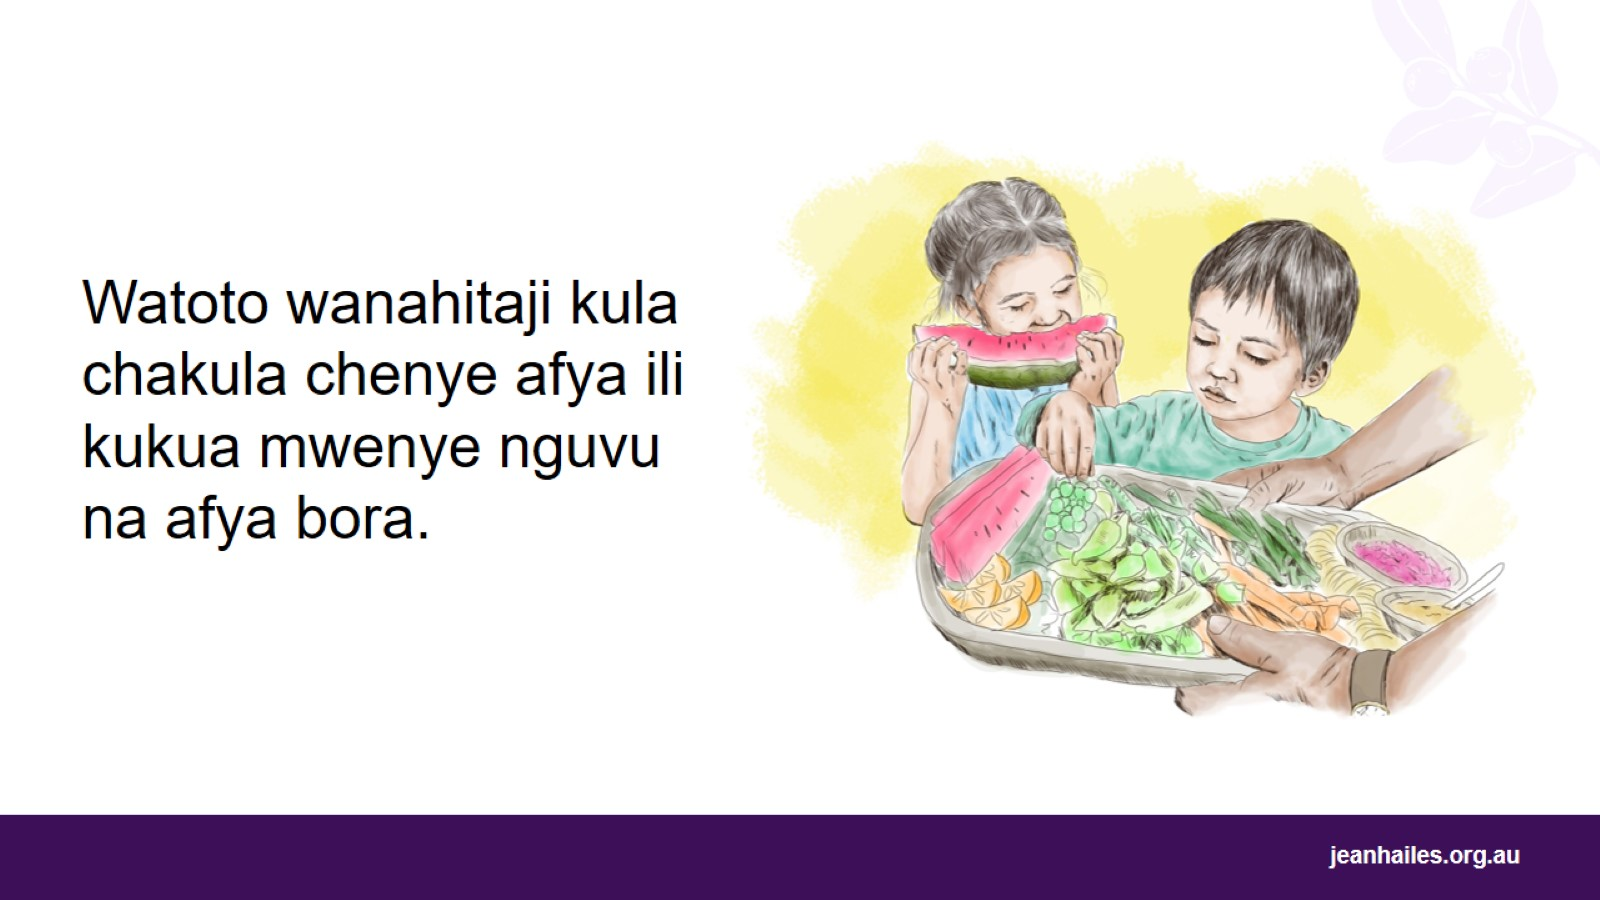 Watoto wanahitaji kula
chakula chenye afya ili
kukua mwenye nguvu
na afya bora.
jeanhailes.org.au